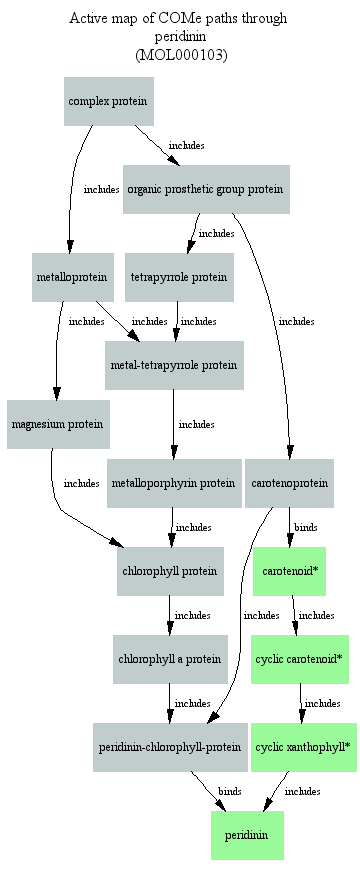 Active map of COMe paths through
peridinin
(MOL000103)
complex protein
includes
organic prosthetic group protein
includes
includes
metalloprotein
tetrapyrrole protein
includes
includes
includes
includes
metal-tetrapyrrole protein
magnesium protein
includes
metalloporphyrin protein
carotenoprotein
includes
includes
binds
chlorophyll protein
carotenoid*
includes
includes
includes
chlorophyll a protein
cyclic carotenoid*
includes
includes
peridinin-chlorophyll-protein
cyclic xanthophyll*
binds
includes
peridinin